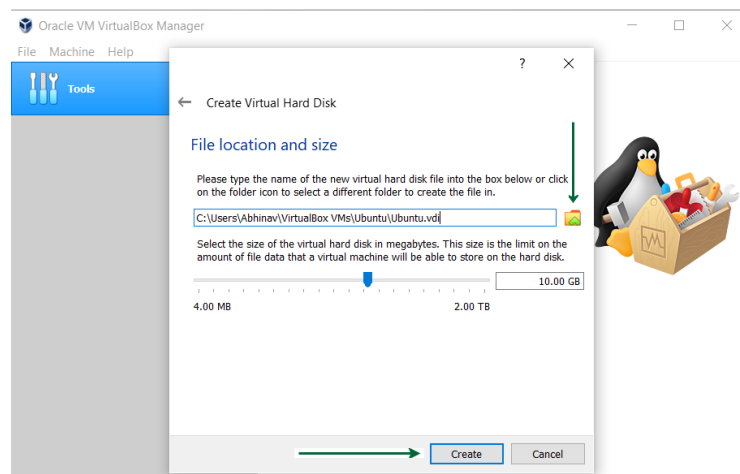 Oracle VM VirtualBox Manager
File Machine Help
Tools
?
Create Virtual Hard Disk
File location and size
Please type the name of the new virtual hard disk file into the box below or click
on the folder icon to select a different folder to create the file in.
C:\Users\Abhinav\VirtualBox VMs\Ubuntu\Ubuntu.vdi
Select the size of the virtual hard disk in megabytes. This size is the limit on the
amount of file data that a virtual machine will be able to store on the hard disk.
10.00 GB
4.00 MB 2.00 TB
Create Cancel